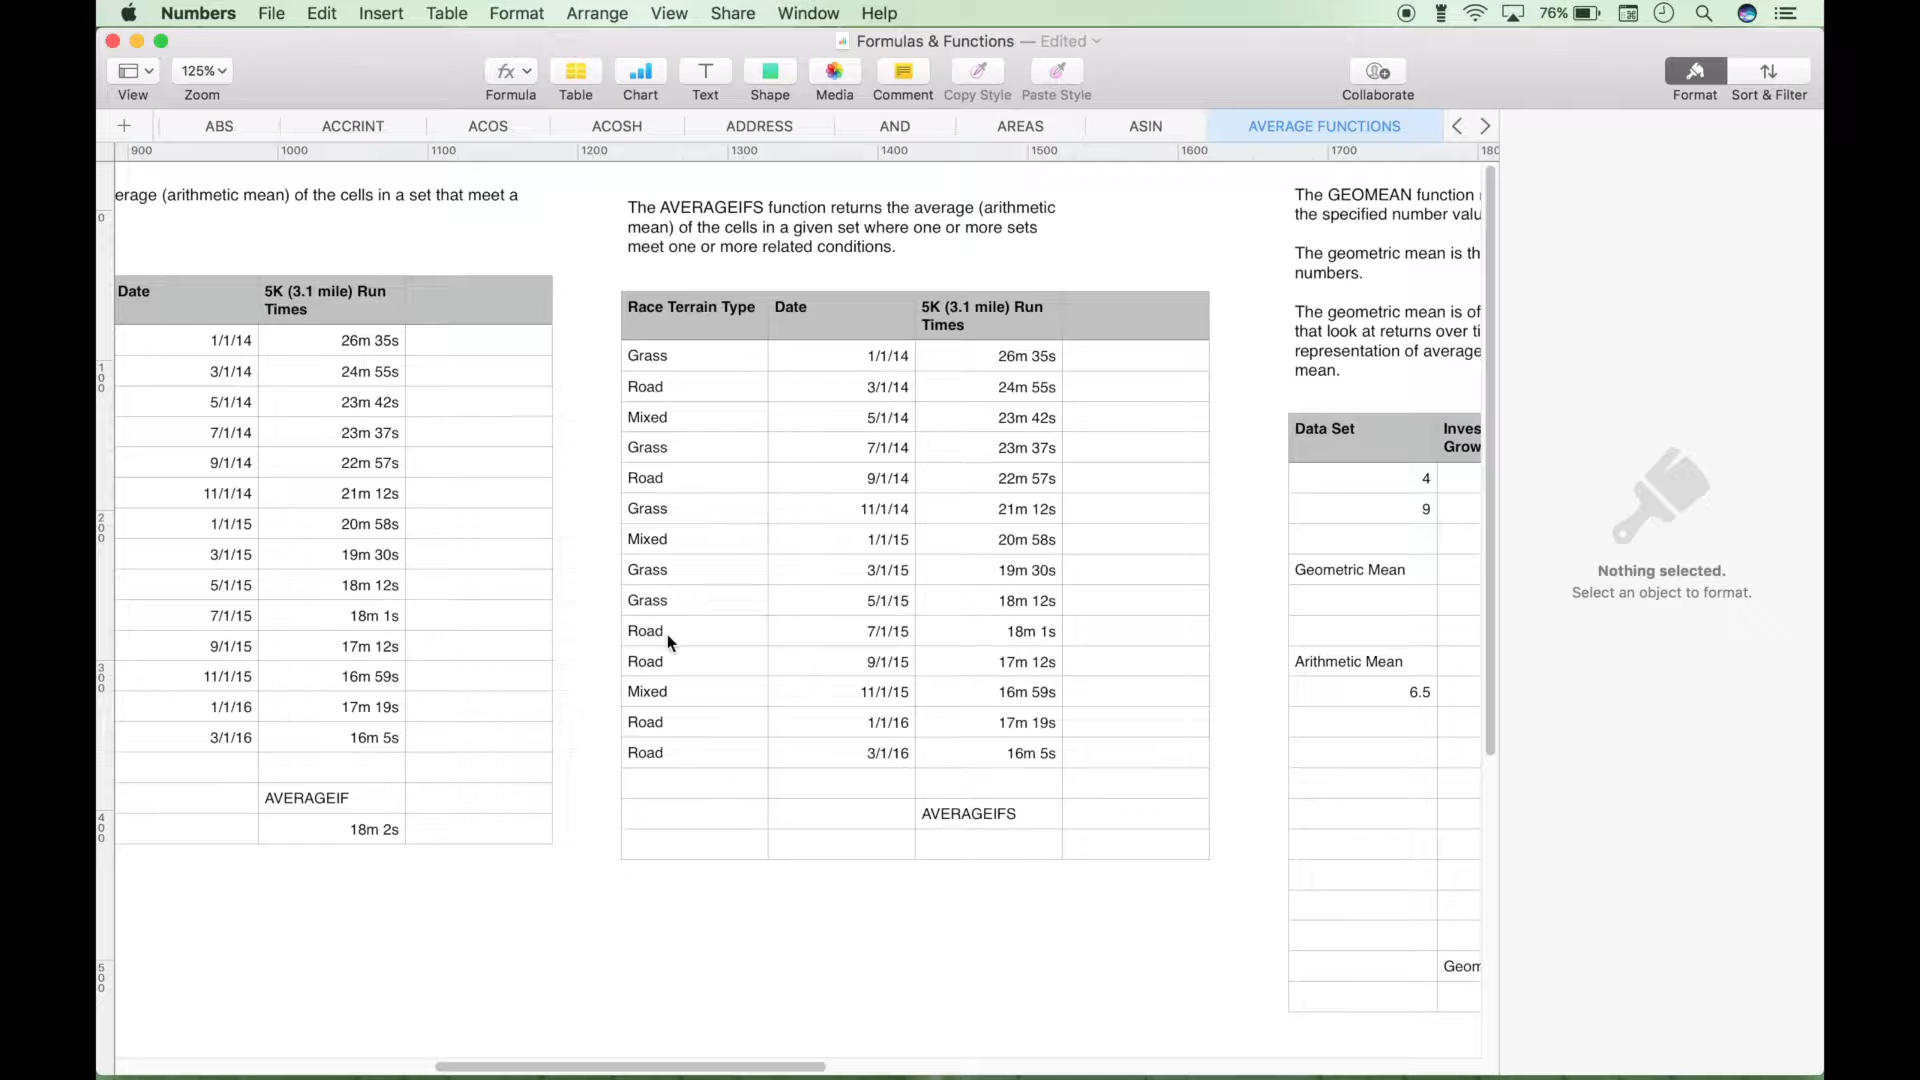 Numbers File Edit Insert Table Format Arrange View Share Window Help 76%
Formulas & Functions — Edited
125%
View Zoom Formula Table Chart Text Shape Media Comment Copy Style Paste Style Collaborate Format Sort & Filter
ABS ACCRINT ACOS ACOSH ADDRESS AND AREAS ASIN AVERAGE FUNCTIONS
900 1000 1100 1200 1300 1400 1500 1600 1700 180
0
100
200
300
400
500
erage (arithmetic mean) of the cells in a set that meet a
Date 5K (3.1 mile) Run
Times
1/1/14 26m 35s
3/1/14 24m 55s
5/1/14 23m 42s
7/1/14 23m 37s
9/1/14 22m 57s
11/1/14 21m 12s
1/1/15 20m 58s
3/1/15 19m 30s
5/1/15 18m 12s
7/1/15 18m 1s
9/1/15 17m 12s
11/1/15 16m 59s
1/1/16 17m 19s
3/1/16 16m 5s
AVERAGEIF
18m 2s
The AVERAGEIFS function returns the average (arithmetic
mean) of the cells in a given set where one or more sets
meet one or more related conditions.
Race Terrain Type Date 5K (3.1 mile) Run
Times
Grass 1/1/14 26m 35s
Road 3/1/14 24m 55s
Mixed 5/1/14 23m 42s
Grass 7/1/14 23m 37s
Road 9/1/14 22m 57s
Grass 11/1/14 21m 12s
Mixed 1/1/15 20m 58s
Grass 3/1/15 19m 30s
Grass 5/1/15 18m 12s
Road 7/1/15 18m 1s
Road 9/1/15 17m 12s
Mixed 11/1/15 16m 59s
Road 1/1/16 17m 19s
Road 3/1/16 16m 5s
AVERAGEIFS
The GEOMEAN function
the specified number valu
The geometric mean is th
numbers.
The geometric mean is of
that look at returns over ti
representation of average
mean.
Data Set Inves
Grow
4
9
Geometric Mean
Arithmetic Mean
6.5
Geom
Nothing selected.
Select an object to format.